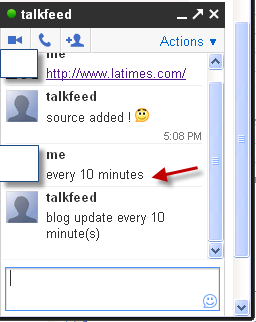 talkfeed
Actions ▼
me
http://www.latimes.com/
talkfeed
source added !
5:08 PM
me
every 10 minutes
talkfeed
blog update every 10
minute(s)